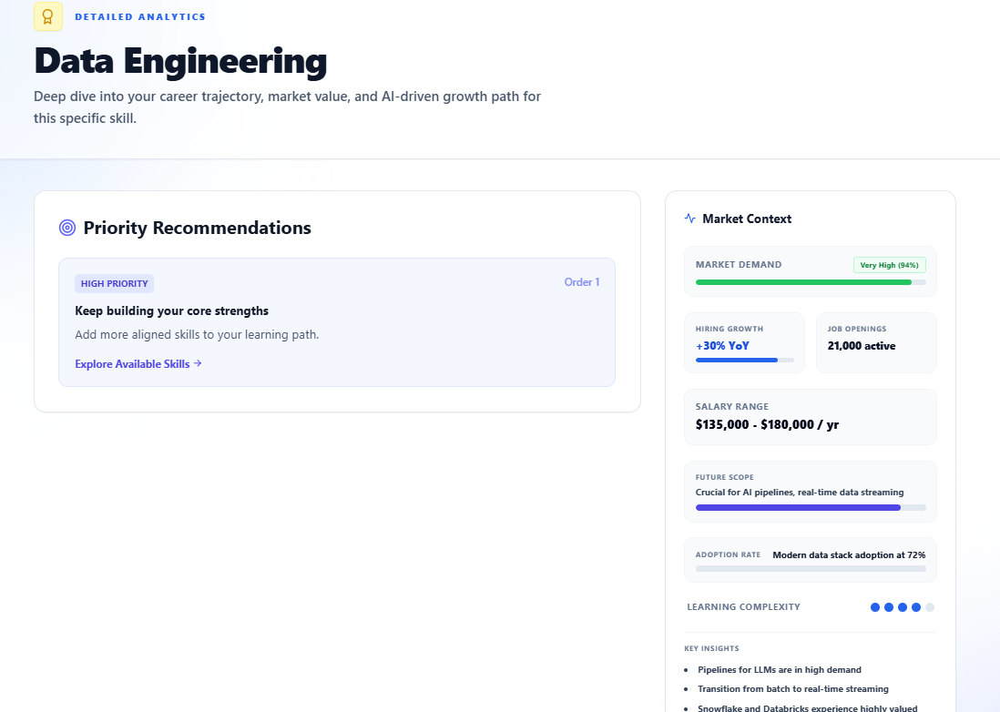 DETAILED ANALYTICS
Data Engineering
Deep dive into your career trajectory, market value, and AI-driven growth path for
this specific skill.
Priority Recommendations
HIGH PRIORITY
Order 1
Keep building your core strengths
Add more aligned skills to your learning path.
Explore Available Skills →
Market Context
MARKET DEMAND
Very High (94%)
HIRING GROWTH
+30% YoY
JOB OPENINGS
21,000 active
SALARY RANGE
$135,000 - $180,000 / yr
FUTURE SCOPE
Crucial for AI pipelines, real-time data streaming
ADOPTION RATE
Modern data stack adoption at 72%
LEARNING COMPLEXITY
KEY INSIGHTS
• Pipelines for LLMs are in high demand
• Transition from batch to real-time streaming
• Snowflake and Databricks experience highly valued